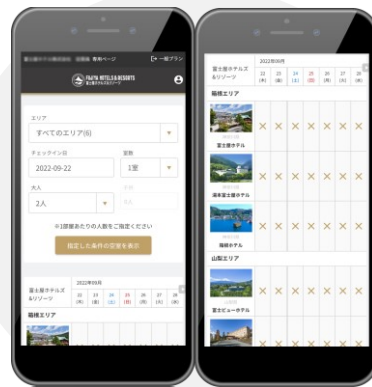 専用ページ
一般プラン
FUJIYA HOTELS & RESORTS
富士屋ホテルズ&リゾーツ
エリア
すべてのエリア(6)
チェックイン日
室数
2022-09-22
1室
大人
2人
※1部屋あたりの人数をご指定ください
指定した条件の空室を表示
富士屋ホテルズ
&リゾーツ
2022年09月
22 23 24 25 26 27 28
(木) (金) (土) (日) (月) (火) (水)
箱根エリア
富士屋ホテルズ
&リゾーツ
2022年09月
22 23 24 25 26 27 28
(木) (金) (土) (日) (月) (火) (水)
箱根エリア
富士屋ホテル
湯本富士屋ホテル
箱根ホテル
山梨エリア
富士ビューホテル